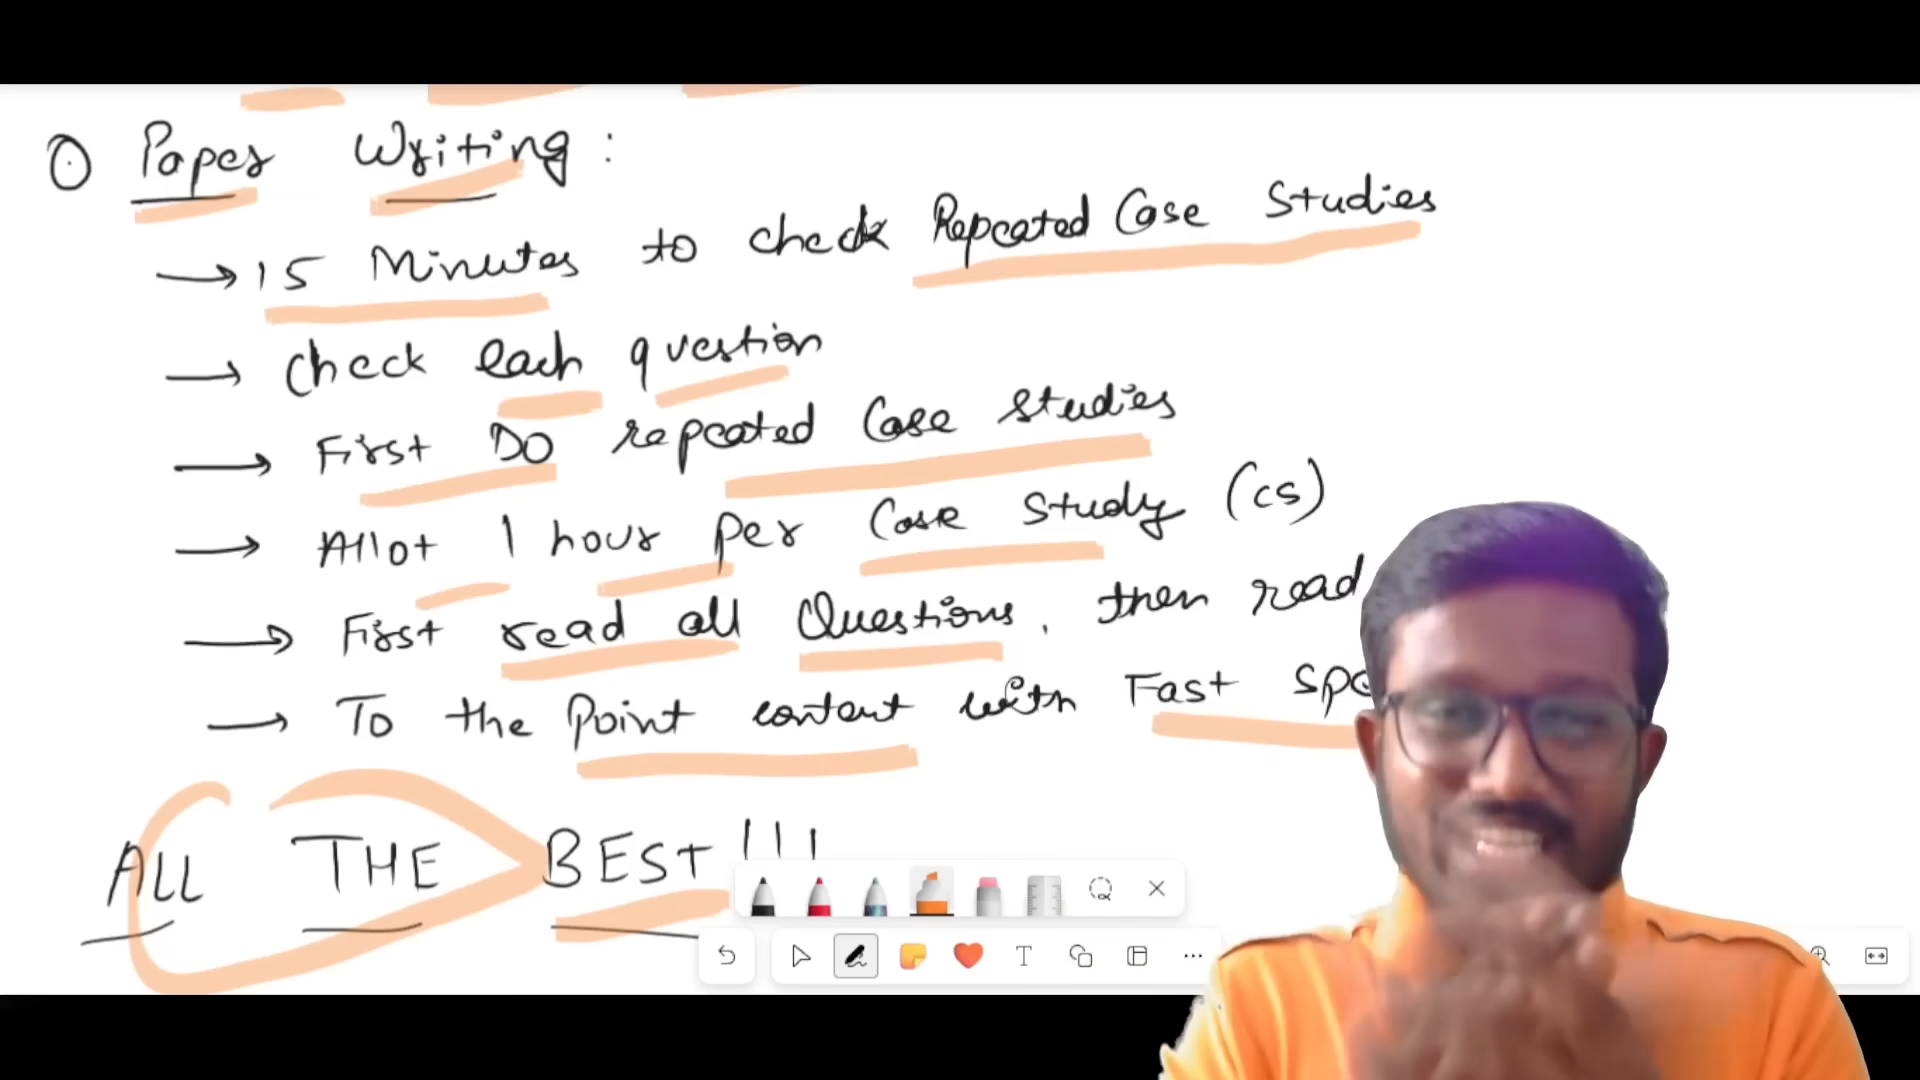 Paper Writing:
→ 15 Minutes to check Repeated Case Studies
→ Check each question
→ First DO repeated Case studies
→ Allot 1 hour per Case Study (CS)
→ First read all Questions, then read
→ To the Point content with Fast
ALL THE BEST!!!
T